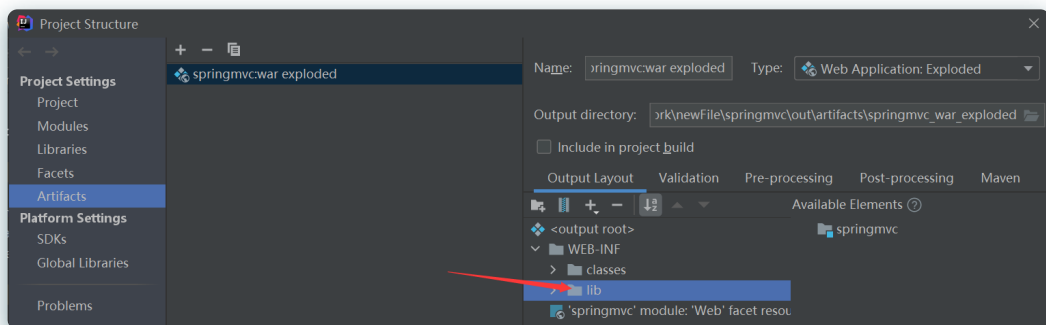 Project Structure
Project Settings
Project
Modules
Libraries
Facets
Artifacts
Platform Settings
SDKs
Global Libraries
Problems
springmvc:war exploded
Name: pringmvc:war exploded Type: Web Application: Exploded
Output directory: ork\newFile\springmvc\out\artifacts\springmvc_war_exploded
Include in project build
Output Layout Validation Pre-processing Post-processing Maven
Available Elements
<output root>
springmvc
WEB-INF
classes
lib
'springmvc' module: 'Web' facet resou